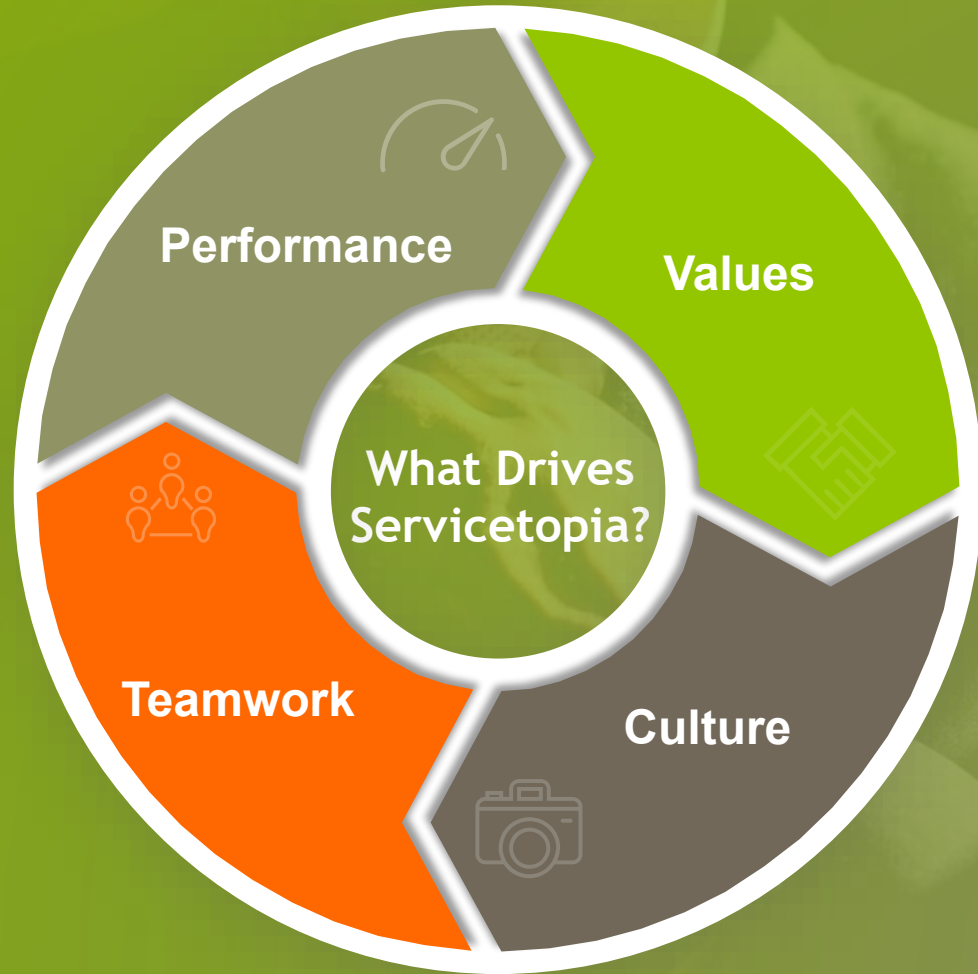 Performance
Values
What Drives
Servicetopia?
Teamwork
Culture